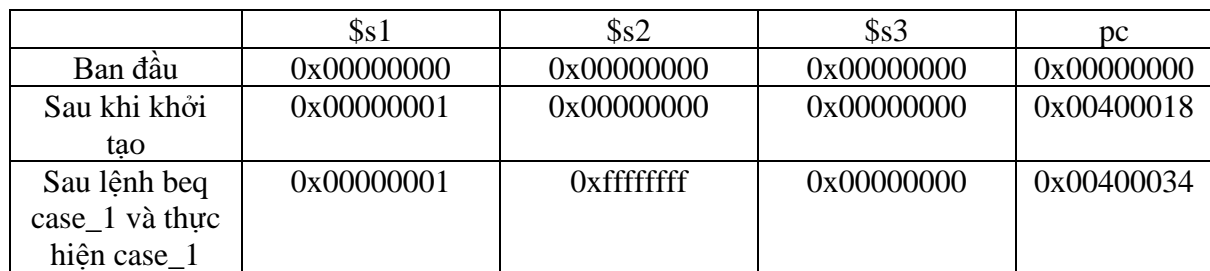 $s1 $s2 $s3 pc
Ban đầu 0x00000000 0x00000000 0x00000000 0x00000000
Sau khi khởi 0x00000001 0x00000000 0x00000000 0x00400018
tạo
Sau lệnh beq 0x00000001 0xffffffff 0x00000000 0x00400034
case_1 và thực
hiện case_1